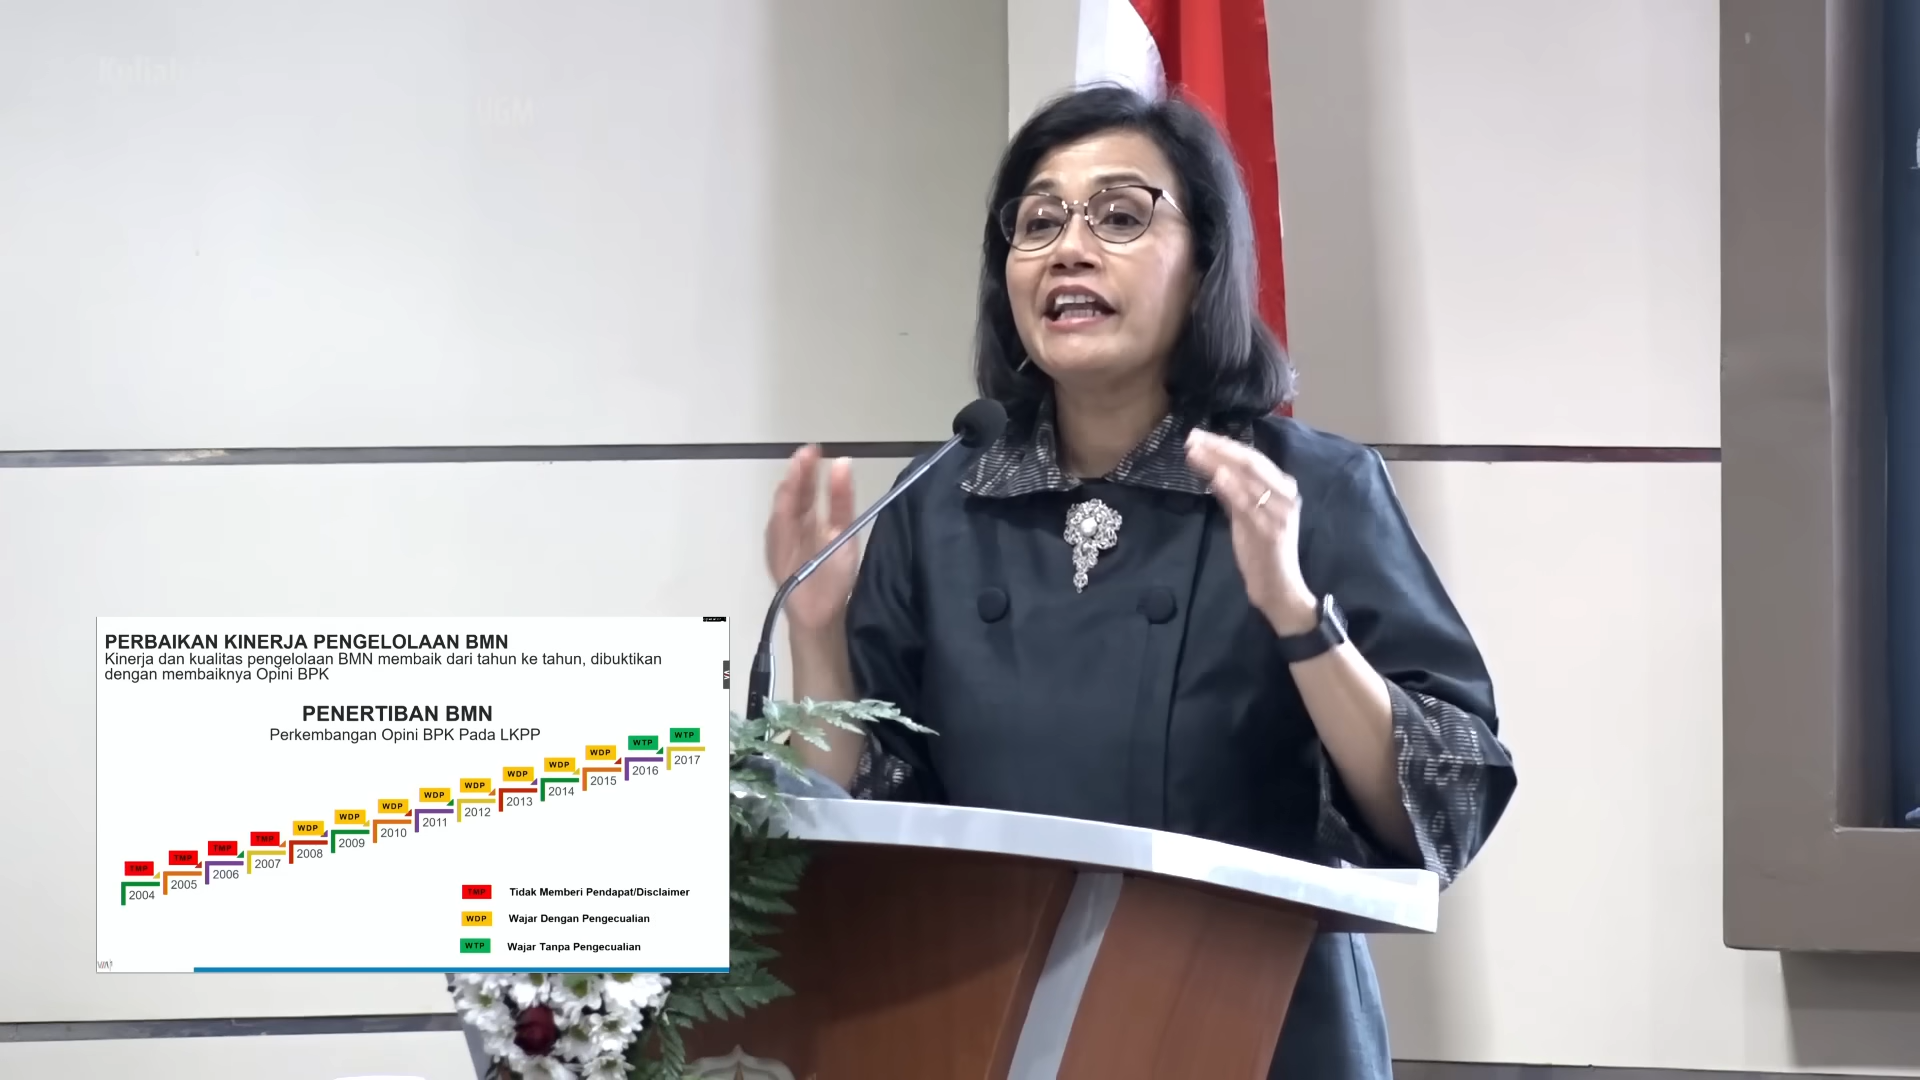 UGM
PERBAIKAN KINERJA PENGELOLAAN BMN
Kinerja dan kualitas pengelolaan BMN membaik dari tahun ke tahun, dibuktikan
dengan membaiknya Opini BPK
PENERTIBAN BMN
Perkembangan Opini BPK Pada LKPP
TMP
2004
TMP
2005
TMP
2006
TMP
2007
WDP
2008
WDP
2009
WDP
2010
WDP
2011
WDP
2012
WDP
2013
WDP
2014
WDP
2015
WTP
2016
WTP
2017
TMP Tidak Memberi Pendapat/Disclaimer
WDP Wajar Dengan Pengecualian
WTP Wajar Tanpa Pengecualian